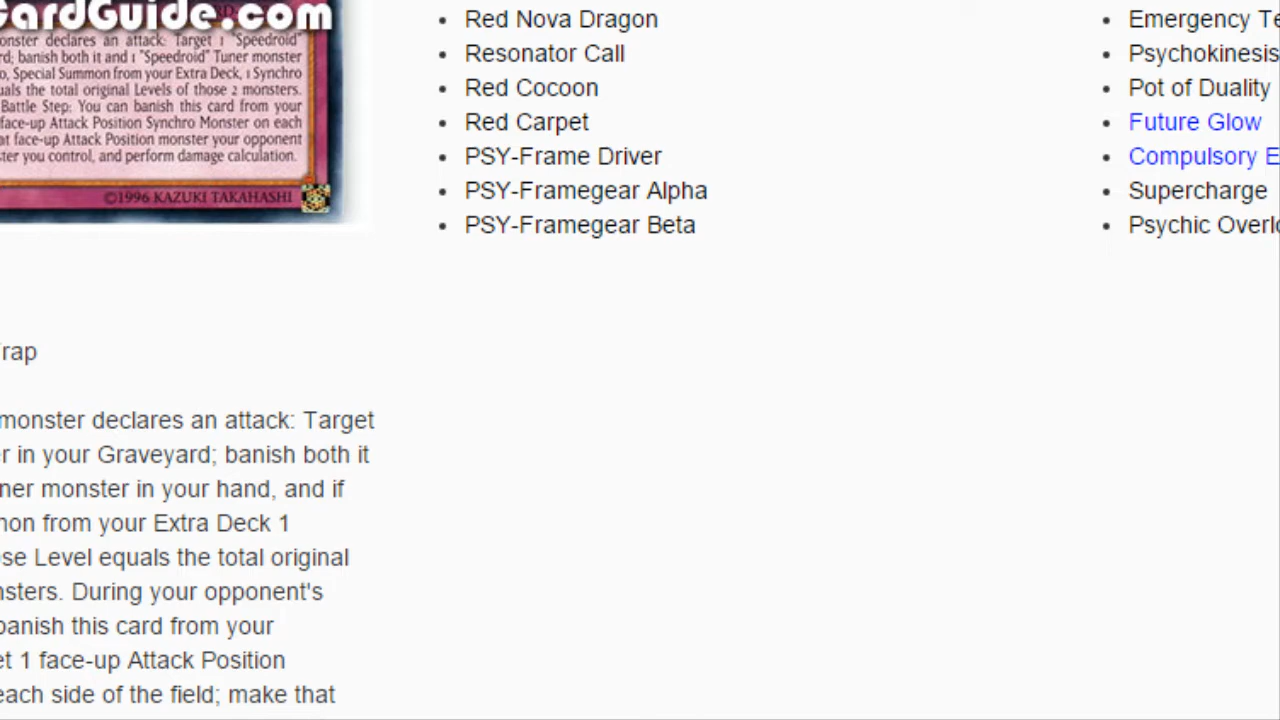 CardGuide.com
monster declares an attack: Target 1 "Speedroid"
banish both it and 1 "Speedroid" Tuner monster
Special Summon from your Extra Deck, 1 Synchro
the total original Levels of those 2 monsters.
Battle Step: You can banish this card from your
face-up Attack Position Synchro Monster on each
face-up Attack Position monster your opponent
you control, and perform damage calculation.
©1996 KAZUKI TAKAHASHI
rap
monster declares an attack: Target
r in your Graveyard; banish both it
ner monster in your hand, and if
mon from your Extra Deck 1
se Level equals the total original
nsters. During your opponent's
banish this card from your
et 1 face-up Attack Position
each side of the field; make that
• Red Nova Dragon
• Resonator Call
• Red Cocoon
• Red Carpet
• PSY-Frame Driver
• PSY-Framegear Alpha
• PSY-Framegear Beta
• Emergency Te
• Psychokinesis
• Pot of Duality
• Future Glow
• Compulsory E
• Supercharge
• Psychic Overl